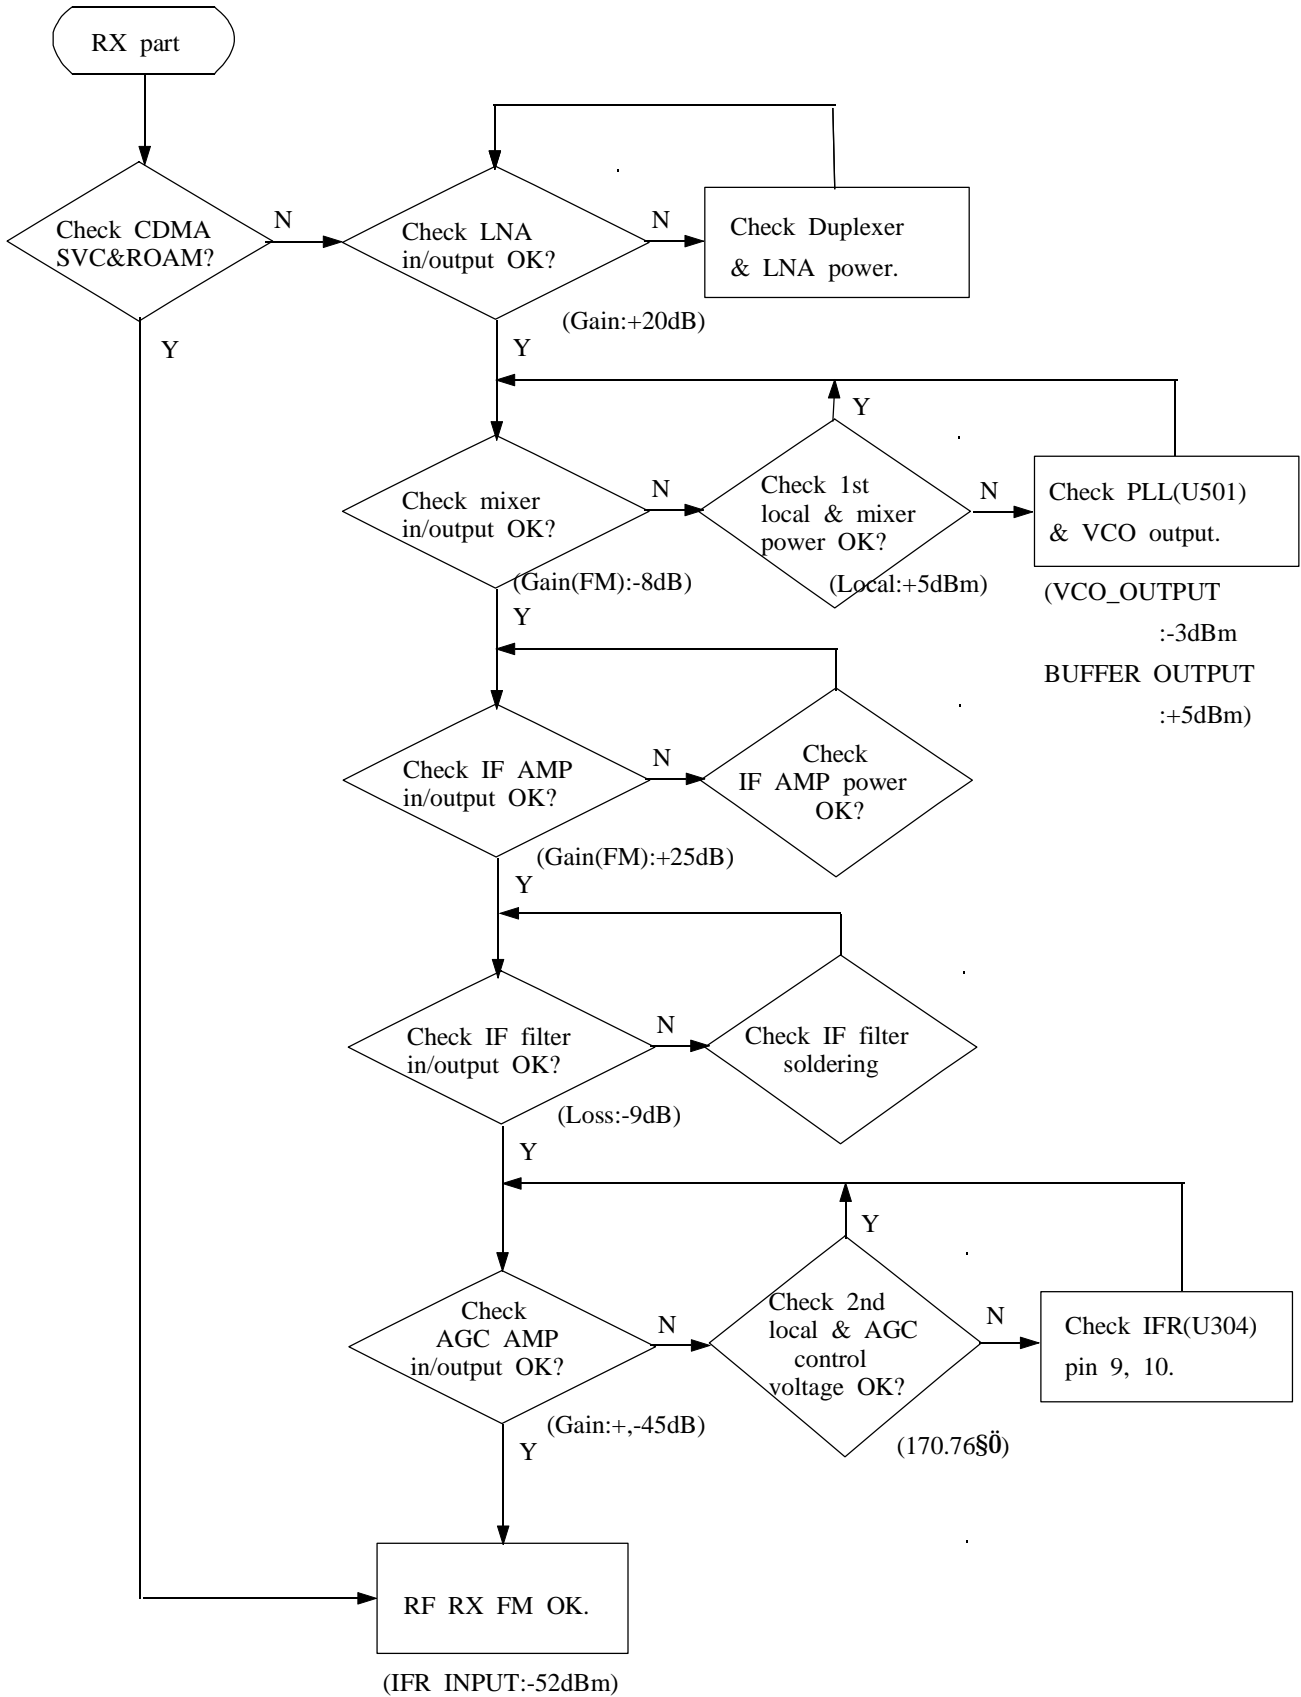 RX part
Check CDMA
SVC&ROAM?
N
Y
Check LNA
in/output OK?
N
Check Duplexer
& LNA power.
(Gain:+20dB)
Y
Check mixer
in/output OK?
N
(Gain(FM):-8dB)
Y
Check 1st
local & mixer
power OK?
Y
N
(Local:+5dBm)
Check PLL(U501)
& VCO output.
(VCO_OUTPUT
:-3dBm
BUFFER OUTPUT
:+5dBm)
Check IF AMP
in/output OK?
N
(Gain(FM):+25dB)
Y
Check
IF AMP power
OK?
Check IF filter
in/output OK?
N
(Loss:-9dB)
Y
Check IF filter
soldering
Check
AGC AMP
in/output OK?
N
(Gain:+,-45dB)
Y
Check 2nd
local & AGC
control
voltage OK?
Y
N
(170.76§Ö)
Check IFR(U304)
pin 9, 10.
RF RX FM OK.
(IFR INPUT:-52dBm)